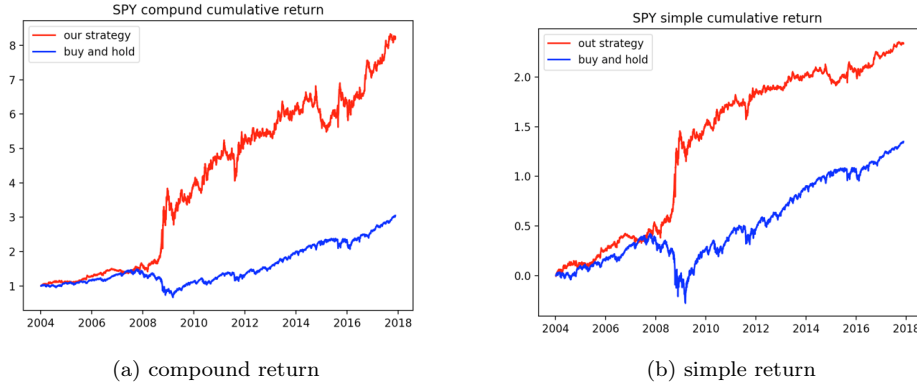 SPY compund cumulative return
our strategy
buy and hold
8
7
6
5
4
3
2
1
2004 2006 2008 2010 2012 2014 2016 2018
(a) compound return
SPY simple cumulative return
out strategy
buy and hold
2.0
1.5
1.0
0.5
0.0
2004 2006 2008 2010 2012 2014 2016 2018
(b) simple return